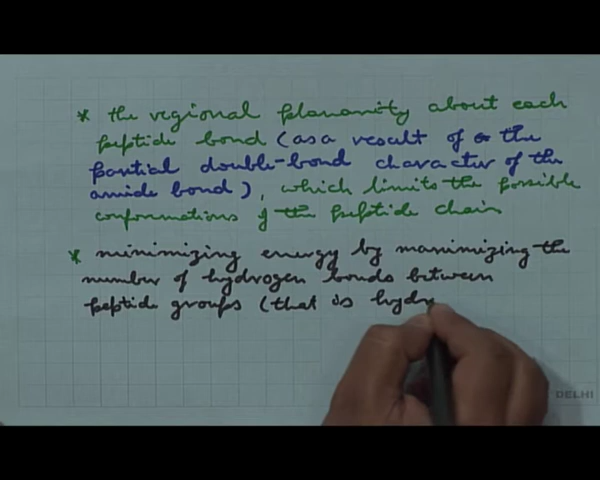 * the regional planarity about each
peptide bond (as a result of the
partial double-bond character of the
amide bond), which limits the possible
conformations of the peptide chain
* minimizing energy by maximizing the
number of hydrogen bonds between
peptide groups (that is hydr
DELHI